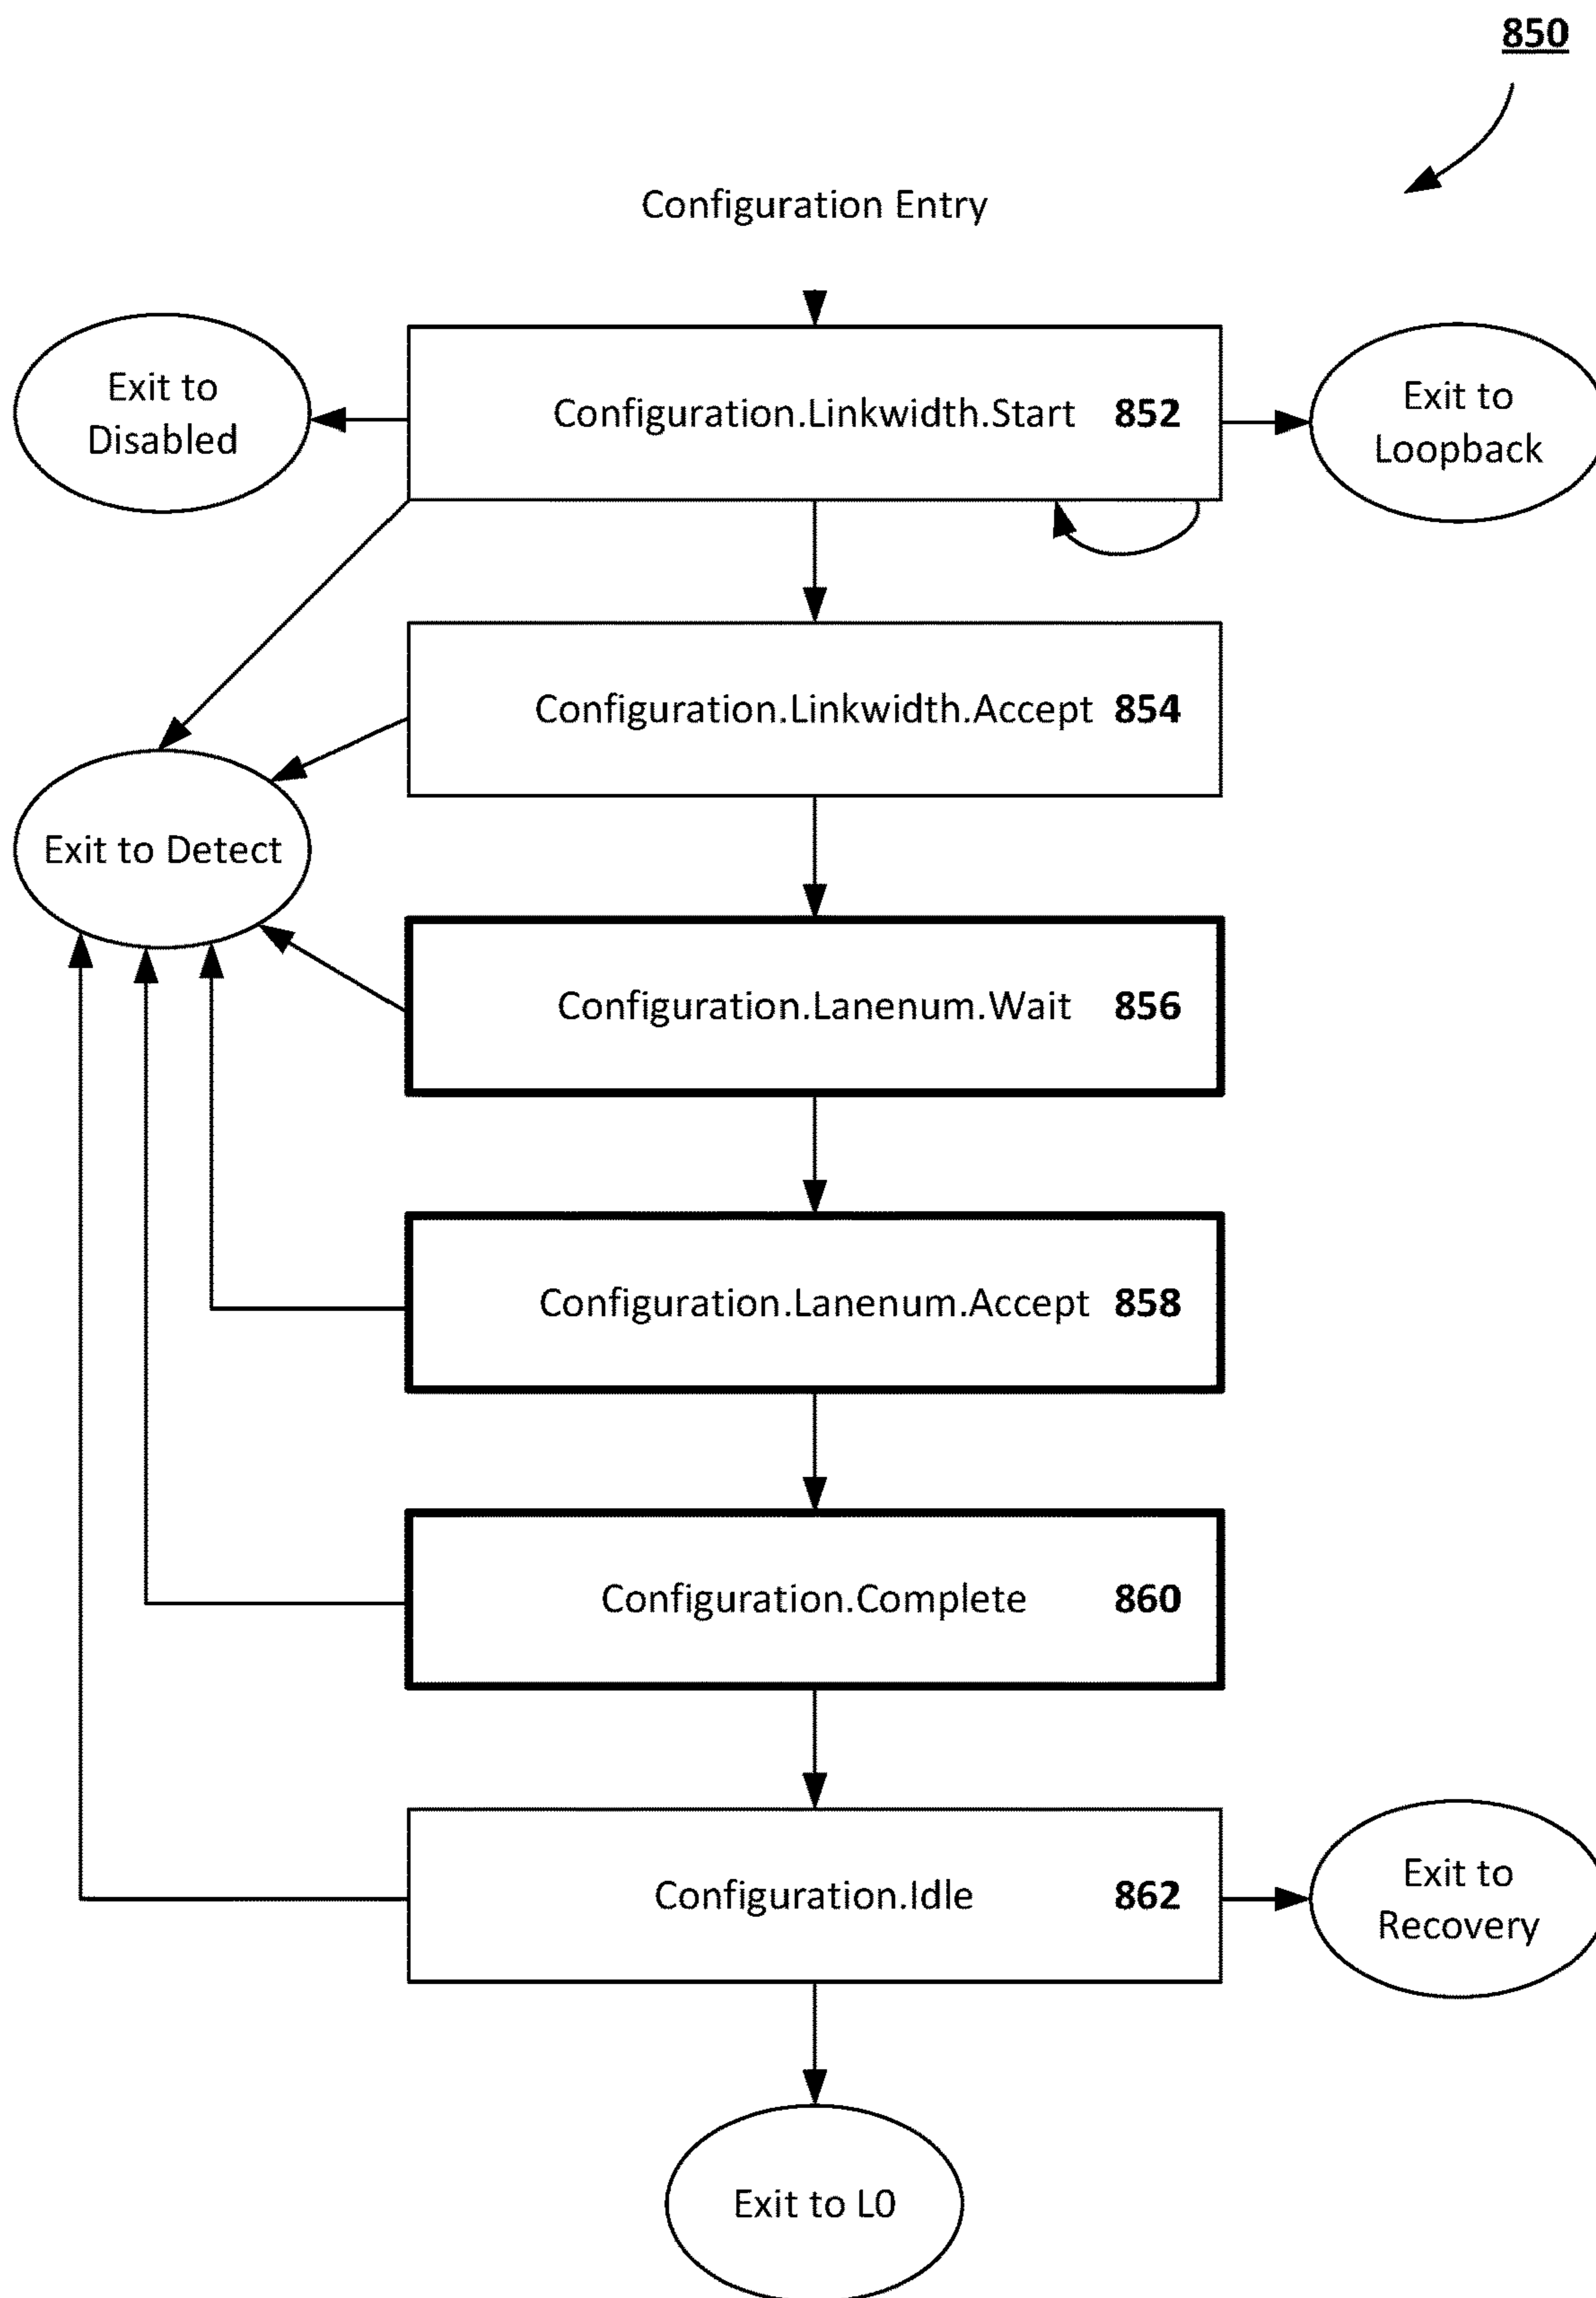 850
Configuration Entry
Exit to
Disabled
Configuration.Linkwidth.Start 852
Exit to
Loopback
Configuration.Linkwidth.Accept 854
Exit to Detect
Configuration.Lanenum.Wait 856
Configuration.Lanenum.Accept 858
Configuration.Complete 860
Configuration.Idle 862
Exit to
Recovery
Exit to L0